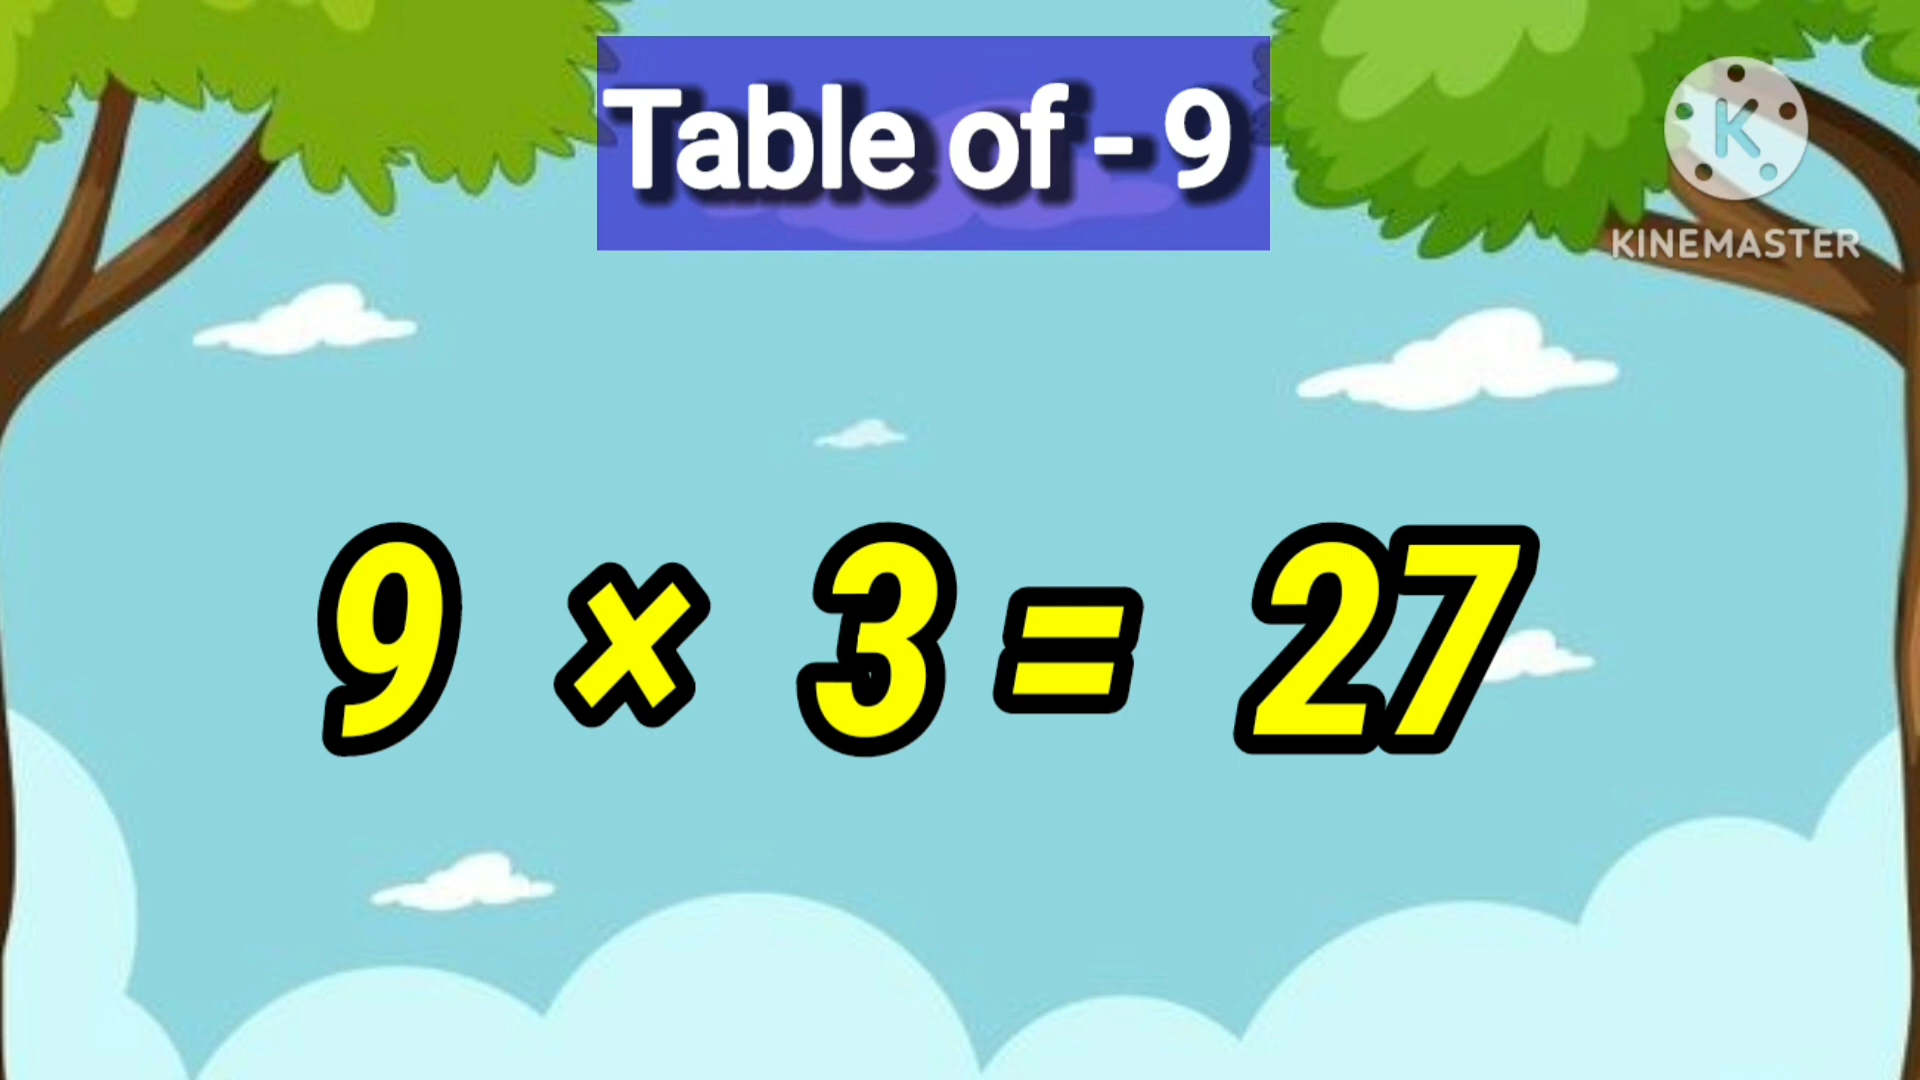 Table of - 9
K
KINEMASTER
9 × 3 = 27